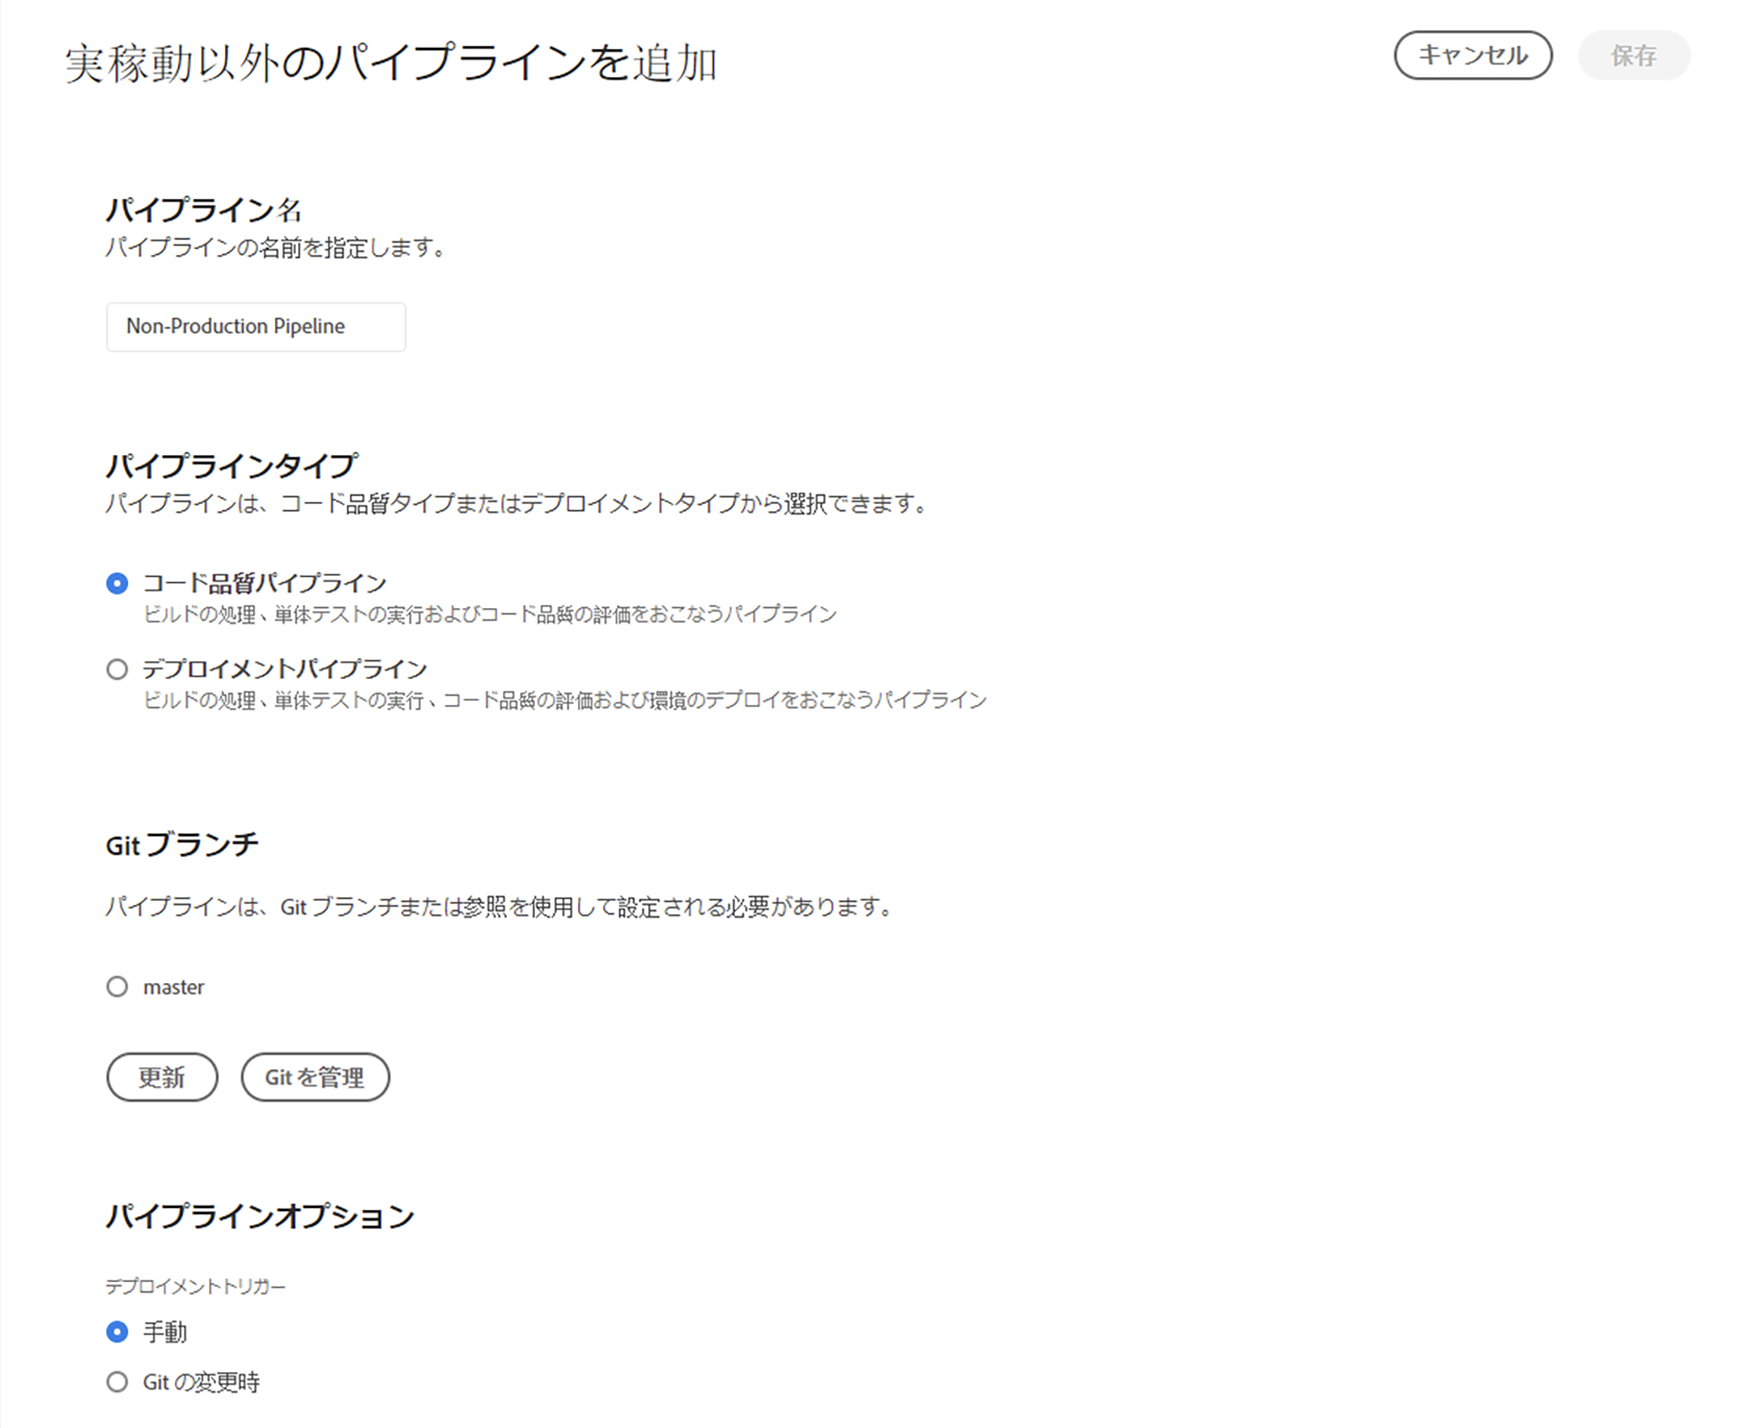 実稼動以外のパイプラインを追加
キャンセル
保存
パイプライン名
パイプラインの名前を指定します。
Non-Production Pipeline
パイプラインタイプ
パイプラインは、コード品質タイプまたはデプロイメントタイプから選択できます。
コード品質パイプライン
ビルドの処理、単体テストの実行およびコード品質の評価をおこなうパイプライン
デプロイメントパイプライン
ビルドの処理、単体テストの実行、コード品質の評価および環境のデプロイをおこなうパイプライン
Git ブランチ
パイプラインは、Git ブランチまたは参照を使用して設定される必要があります。
master
更新
Git を管理
パイプラインオプション
デプロイメントトリガー
手動
Git の変更時